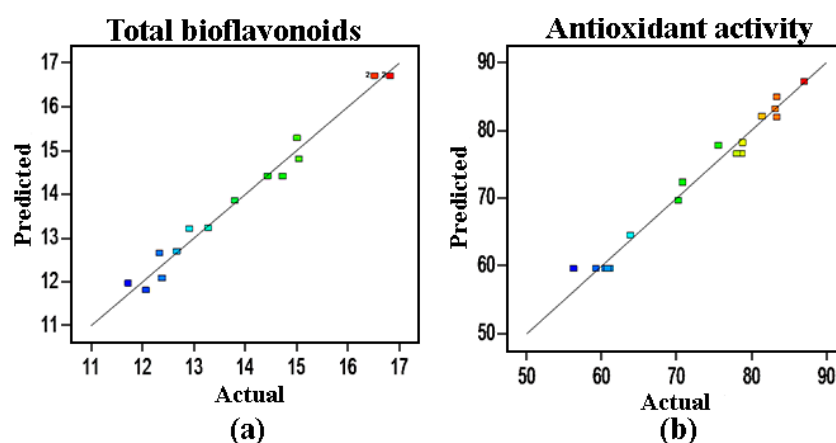 Total bioflavonoids
17
16
15
14
13
12
11
Predicted
11 12 13 14 15 16 17
Actual
(a)
Antioxidant activity
90
80
70
60
50
Predicted
50 60 70 80 90
Actual
(b)